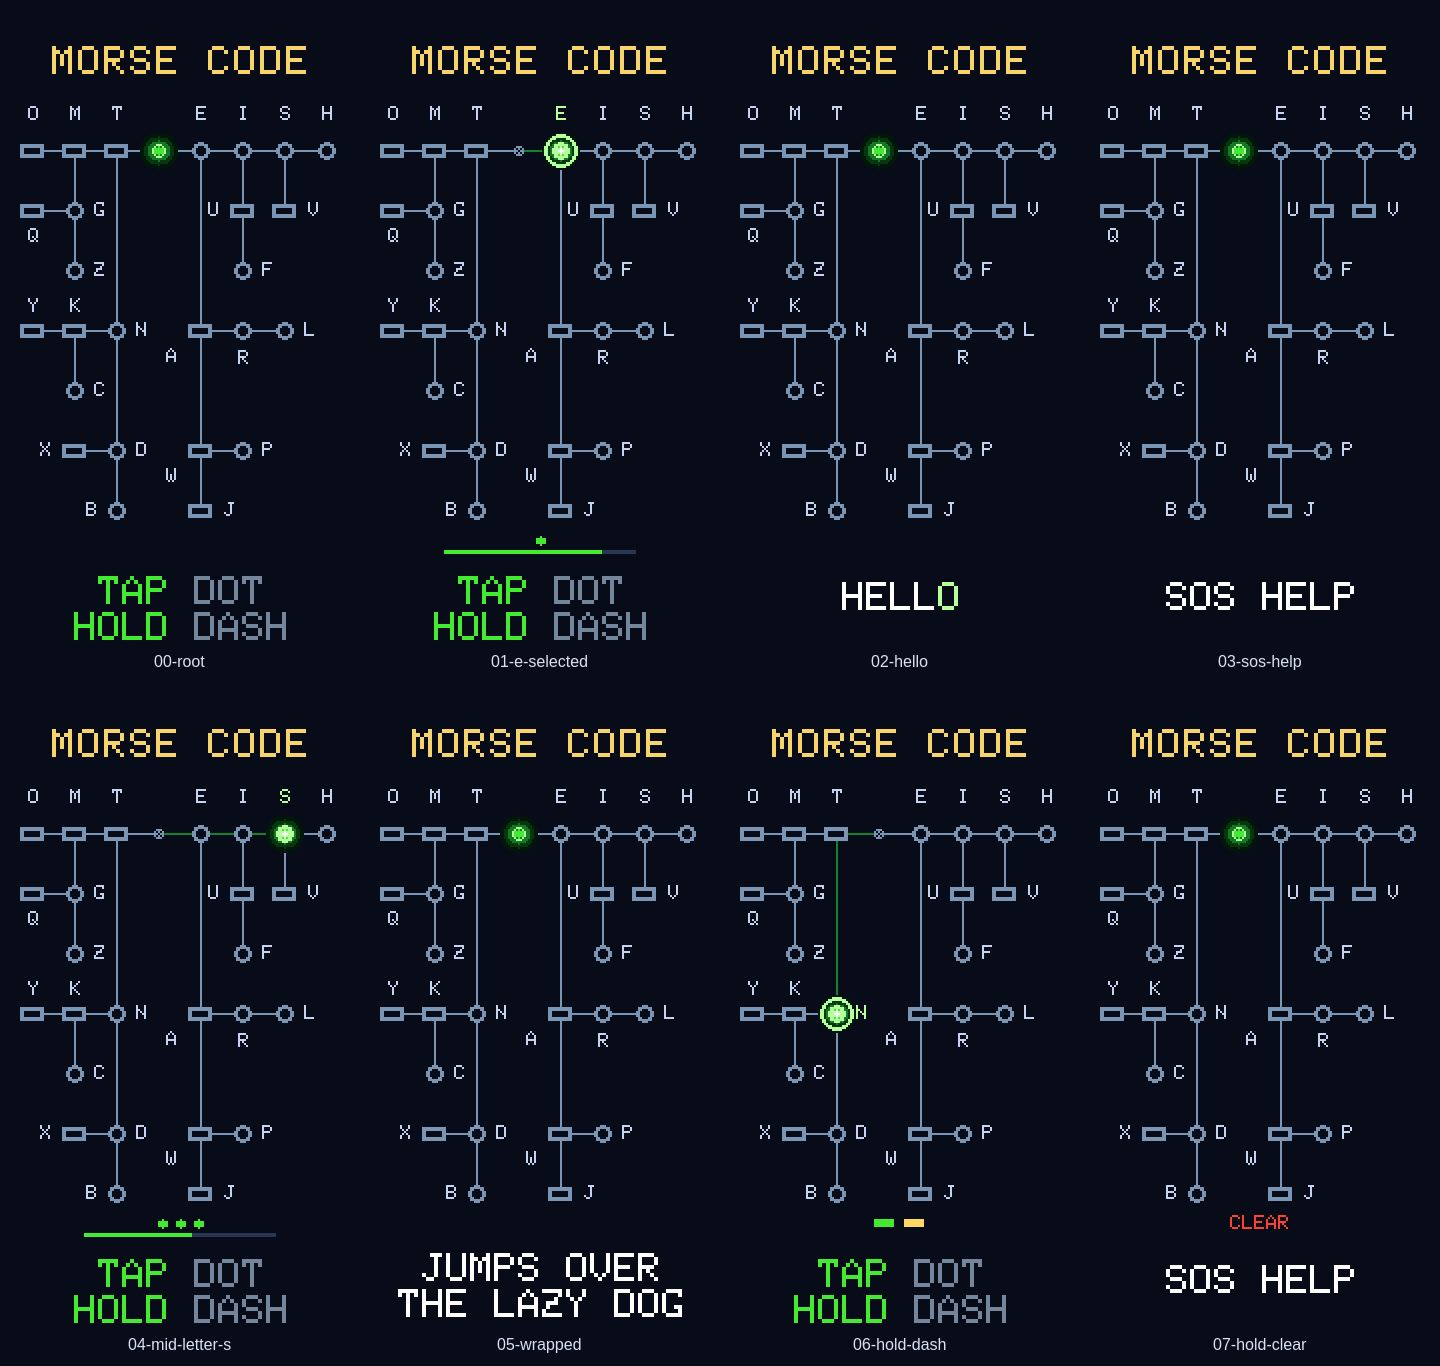 MORSE CODE MORSE CODE MORSE CODE MORSE CODE
O M T E I S H O M T E I S H O M T E I S H O M T E I S H
G U V G U V G U V G U V
Q Q Q Q
Z F Z F Z F Z F
Y K Y K Y K Y K
N L N L N L N L
A R A R A R A R
C C C C
X D P X D P X D P X D P
W W W W
B J B J B J B J
TAP DOT TAP DOT
HOLD DASH HOLD DASH HELLO SOS HELP
00-root 01-e-selected 02-hello 03-sos-help
MORSE CODE MORSE CODE MORSE CODE MORSE CODE
O M T E I S H O M T E I S H O M T E I S H O M T E I S H
G U V G U V G U V G U V
Q Q Q Q
Z F Z F Z F Z F
Y K Y K Y K Y K
N L N L N L N L
A R A R A R A R
C C C C
X D P X D P X D P X D P
W W W W
B J B J B J B J
CLEAR
TAP DOT JUMPS OVER TAP DOT SOS HELP
HOLD DASH THE LAZY DOG HOLD DASH
04-mid-letter-s 05-wrapped 06-hold-dash 07-hold-clear